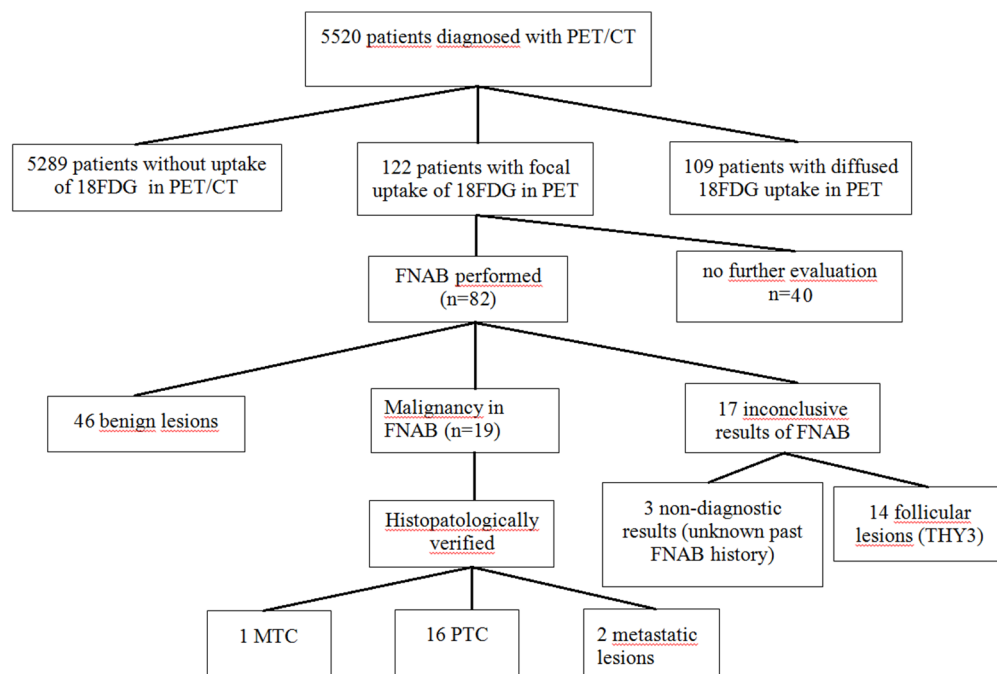 5520 patients diagnosed with PET/CT
5289 patients without uptake
of 18FDG in PET/CT
122 patients with focal
uptake of 18FDG in PET
109 patients with diffused
18FDG uptake in PET
FNAB performed
(n=82)
no further evaluation
n=40
46 benign lesions
Malignancy in
FNAB (n=19)
17 inconclusive
results of FNAB
Histopatologically
verified
3 non-diagnostic
results (unknown past
FNAB history)
14 follicular
lesions (THY3)
1 MTC
16 PTC
2 metastatic
lesions